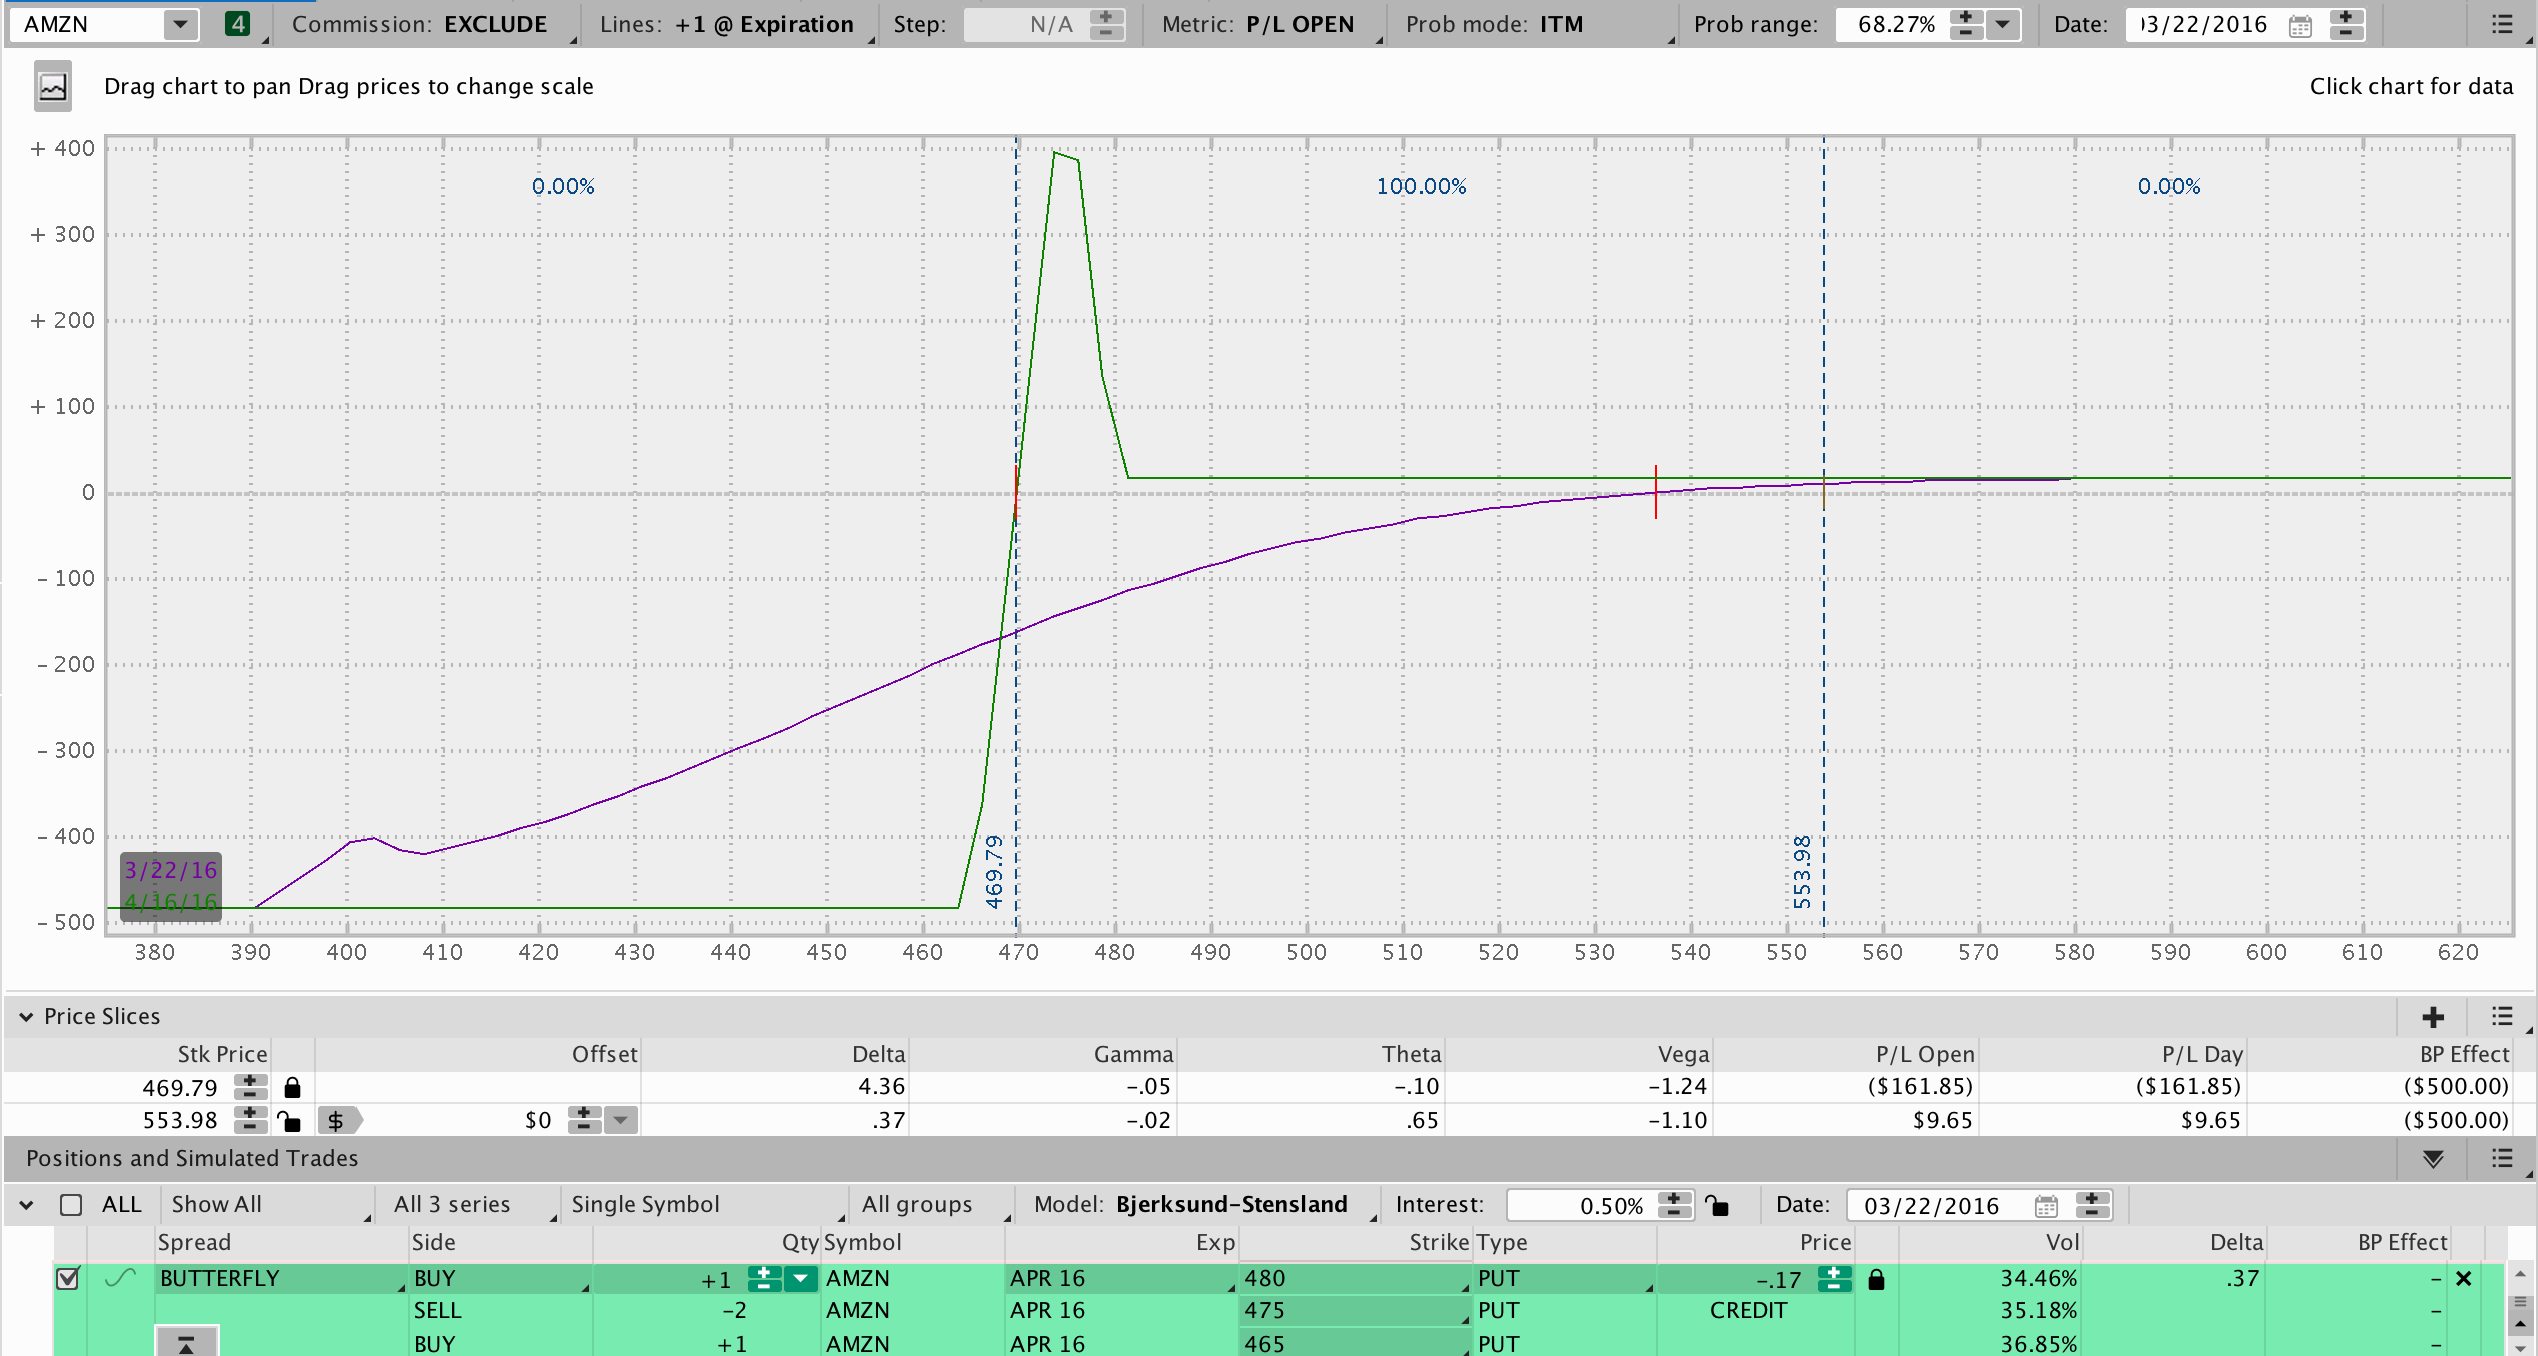 AMZN 4 Commission: EXCLUDE Lines: +1 @ Expiration Step: N/A Metric: P/L OPEN Prob mode: ITM Prob range: 68.27% Date: 03/22/2016
Drag chart to pan Drag prices to change scale Click chart for data
+ 400
0.00% 100.00% 0.00%
+ 300
+ 200
+ 100
0
- 100
- 200
- 300
- 400
469.79 553.98
3/22/16
4/16/16
- 500
380 390 400 410 420 430 440 450 460 470 480 490 500 510 520 530 540 550 560 570 580 590 600 610 620
Price Slices
Stk Price Offset Delta Gamma Theta Vega P/L Open P/L Day BP Effect
469.79 4.36 -.05 -.10 -1.24 ($161.85) ($161.85) ($500.00)
553.98 $ $0 .37 -.02 .65 -1.10 $9.65 $9.65 ($500.00)
Positions and Simulated Trades
ALL Show All All 3 series Single Symbol All groups Model: Bjerksund-Stensland Interest: 0.50% Date: 03/22/2016
Spread Side Qty Symbol Exp Strike Type Price Vol Delta BP Effect
BUTTERFLY BUY +1 AMZN APR 16 480 PUT -.17 34.46% .37 -
SELL -2 AMZN APR 16 475 PUT CREDIT 35.18% -
BUY +1 AMZN APR 16 465 PUT 36.85% -